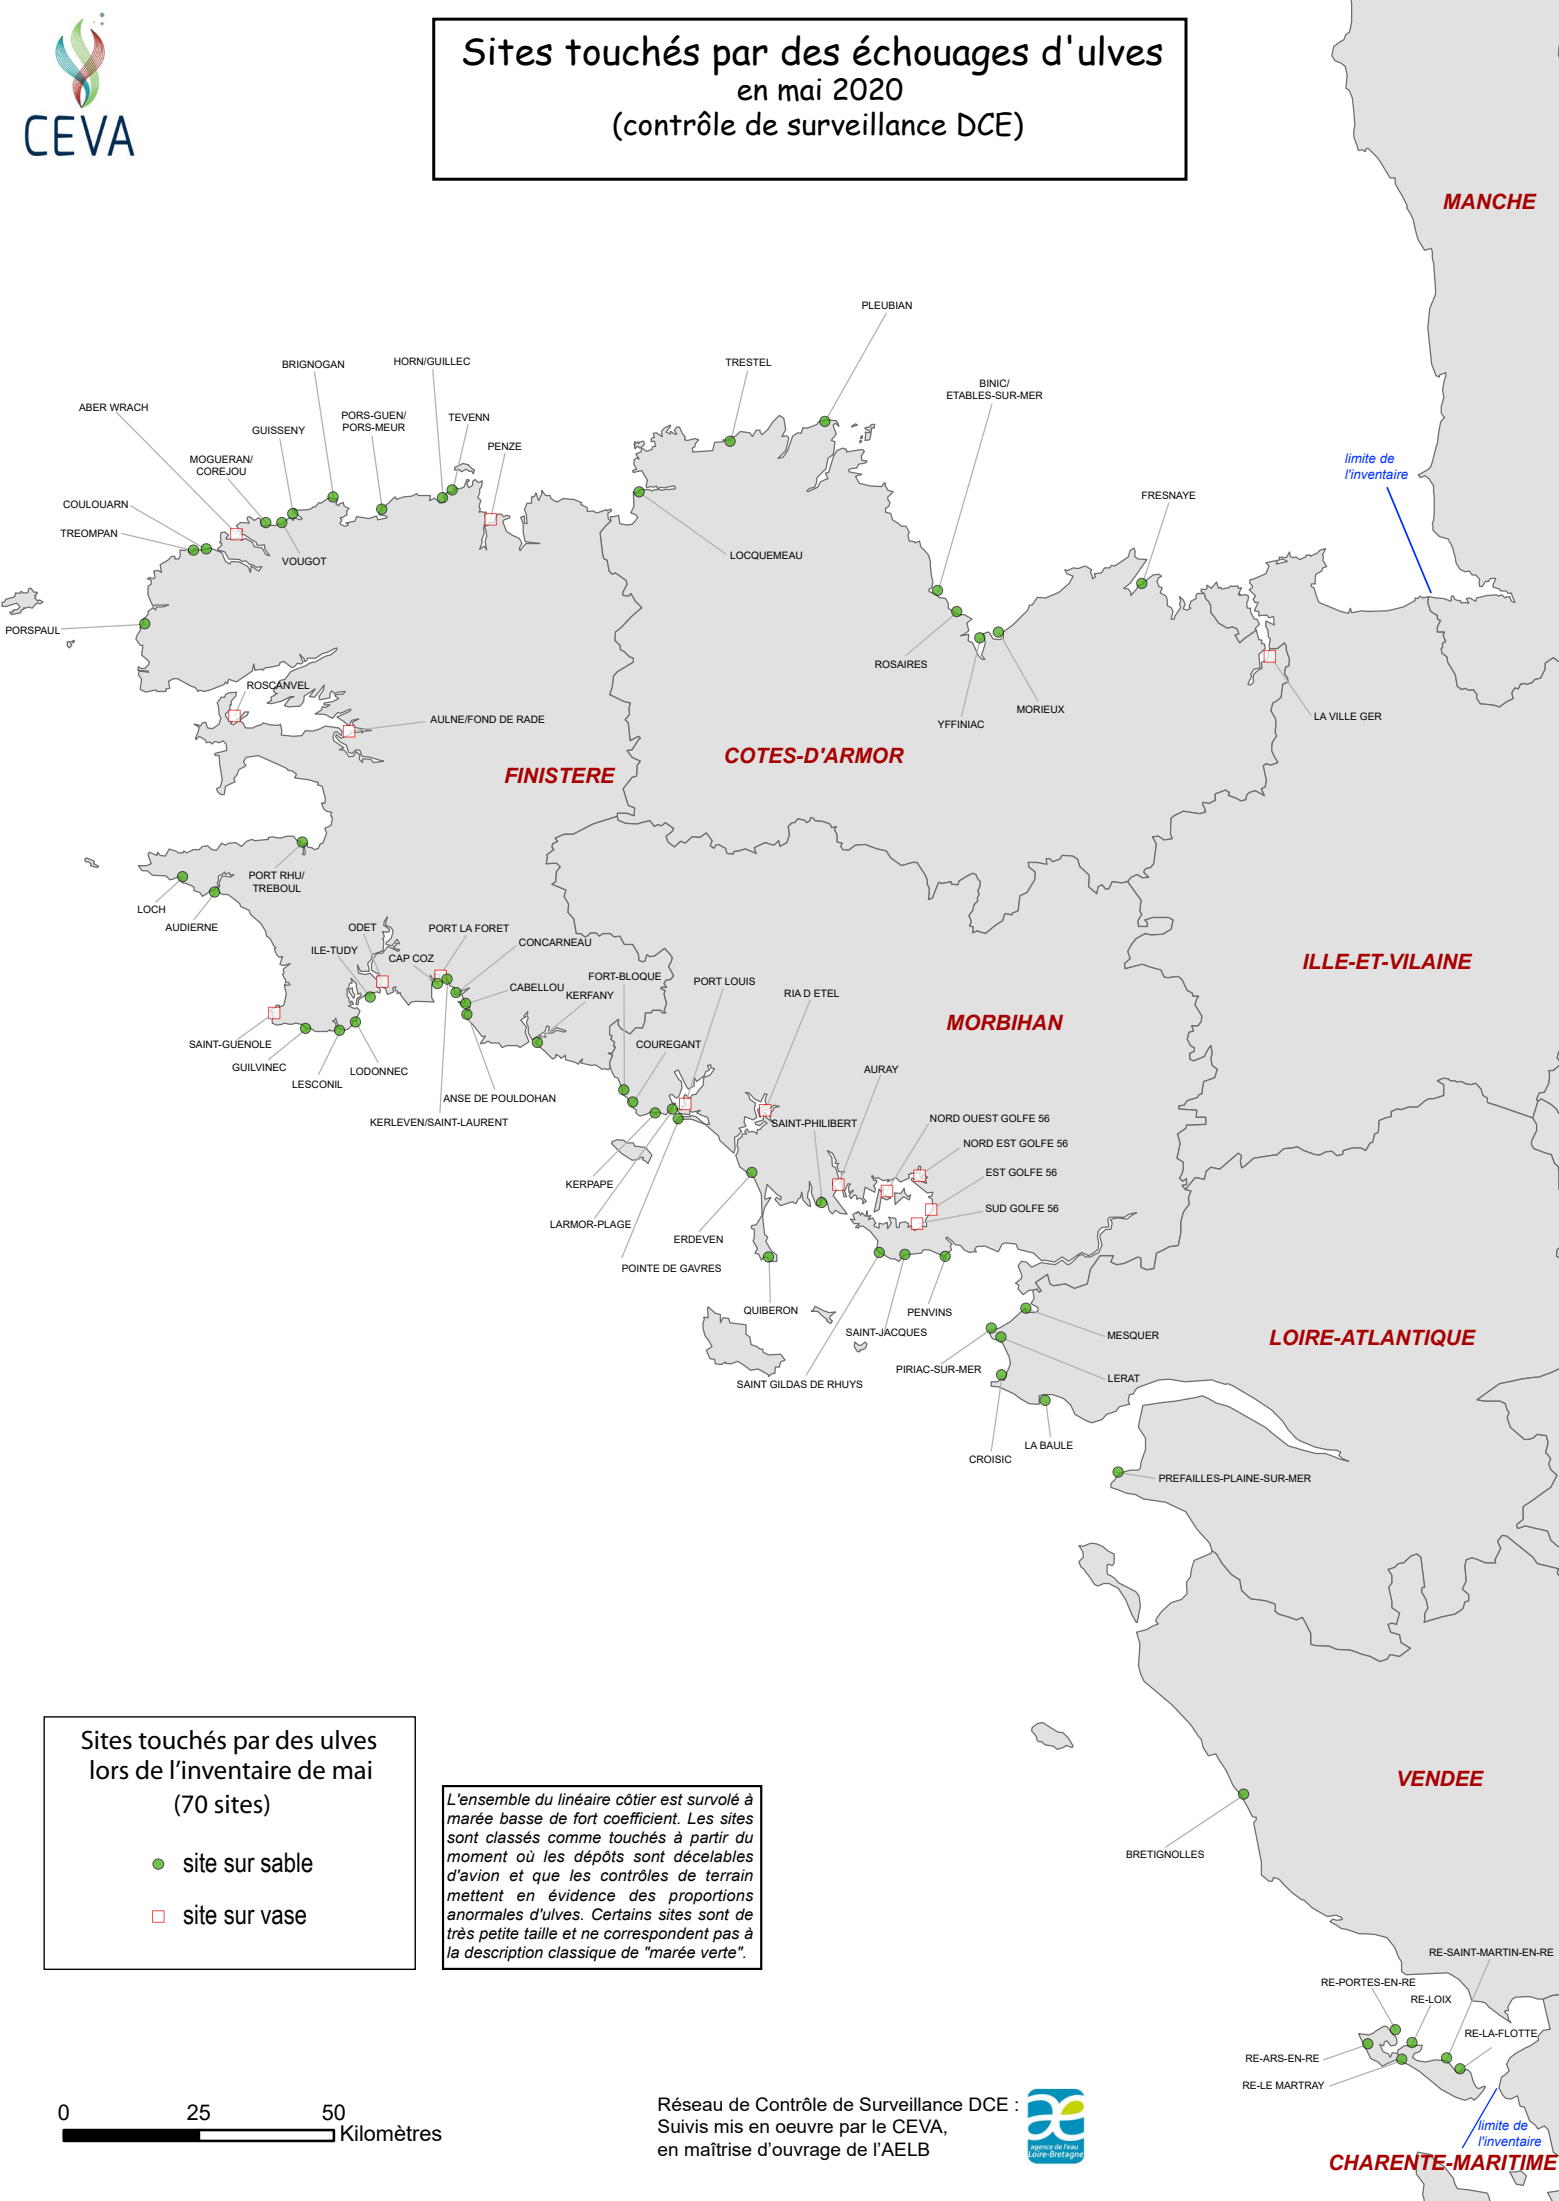 CEVA
Sites touchés par des échouages d'ulves
en mai 2020
(contrôle de surveillance DCE)
MANCHE
PLEUBIAN
TRESTEL
HORN/GUILLEC
BRIGNOGAN
BINIC/
ETABLES-SUR-MER
ABER WRACH
PORS-GUEN/
PORS-MEUR
TEVENN
GUISSENY
PENZE
MOGUERAN/
COREJOU
limite de
l'inventaire
FRESNAYE
COULOUARN
TREOMPAN
VOUGOT
LOCQUEMEAU
PORSPAUL
ROSAIRES
ROSCANVEL
AULNE/FOND DE RADE
YFFINIAC
MORIEUX
LA VILLE GER
COTES-D'ARMOR
FINISTERE
PORT RHU/
TREBOUL
LOCH
AUDIERNE
ODET
PORT LA FORET
ILE-TUDY
CAP COZ
CONCARNEAU
FORT-BLOQUE
CABELLOU
KERFANY
PORT LOUIS
RIA D ETEL
ILLE-ET-VILAINE
MORBIHAN
SAINT-GUENOLE
GUILVINEC
LESCONIL
LODONNEC
COUREGANT
AURAY
ANSE DE POULDOHAN
KERLEVEN/SAINT-LAURENT
SAINT-PHILIBERT
NORD OUEST GOLFE 56
NORD EST GOLFE 56
EST GOLFE 56
SUD GOLFE 56
KERPAPE
LARMOR-PLAGE
ERDEVEN
POINTE DE GAVRES
QUIBERON
PENVINS
SAINT-JACQUES
MESQUER
LOIRE-ATLANTIQUE
PIRIAC-SUR-MER
LERAT
SAINT GILDAS DE RHUYS
LA BAULE
CROISIC
PREFAILLES-PLAINE-SUR-MER
Sites touchés par des ulves
lors de l’inventaire de mai
(70 sites)
site sur sable
site sur vase
L'ensemble du linéaire côtier est survolé à
marée basse de fort coefficient. Les sites
sont classés comme touchés à partir du
moment où les dépôts sont décelables
d'avion et que les contrôles de terrain
mettent en évidence des proportions
anormales d'ulves. Certains sites sont de
très petite taille et ne correspondent pas à
la description classique de "marée verte".
VENDEE
BRETIGNOLLES
RE-SAINT-MARTIN-EN-RE
RE-PORTES-EN-RE
RE-LOIX
RE-LA-FLOTTE
RE-ARS-EN-RE
RE-LE MARTRAY
limite de
l'inventaire
CHARENTE-MARITIME
0 25 50
Kilomètres
Réseau de Contrôle de Surveillance DCE :
Suivis mis en oeuvre par le CEVA,
en maîtrise d’ouvrage de l’AELB
agence de l'eau
Loire-Bretagne